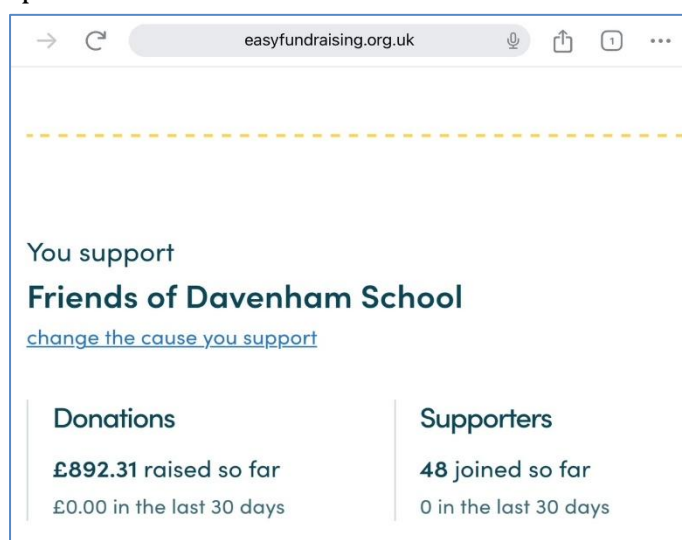 easyfundraising.org.uk
1
You support
Friends of Davenham School
change the cause you support
Donations
£892.31 raised so far
£0.00 in the last 30 days
Supporters
48 joined so far
0 in the last 30 days